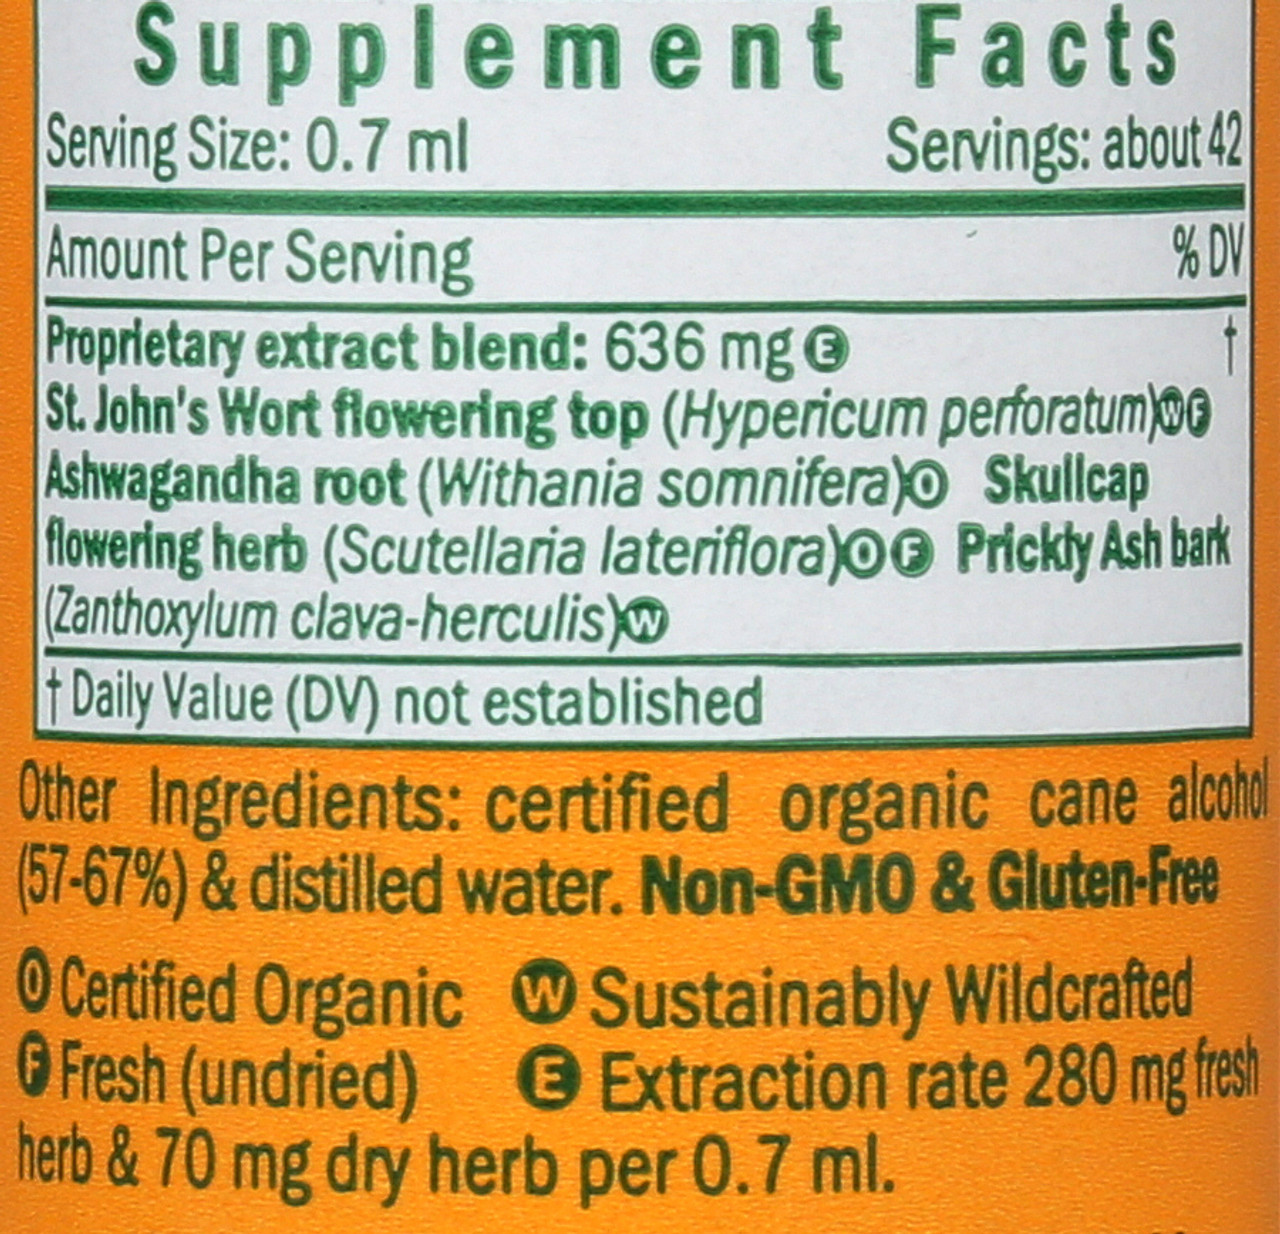 Supplement Facts
Serving Size: 0.7 ml Servings: about 42
Amount Per Serving % DV
Proprietary extract blend: 636 mg Ⓔ †
St. John's Wort flowering top (Hypericum perforatum)ⓌⒻ
Ashwagandha root (Withania somnifera)Ⓞ Skullcap
flowering herb (Scutellaria lateriflora)ⓄⒻ Prickly Ash bark
(Zanthoxylum clava-herculis)Ⓦ
† Daily Value (DV) not established
Other Ingredients: certified organic cane alcohol
(57-67%) & distilled water. Non-GMO & Gluten-Free
Ⓞ Certified Organic Ⓦ Sustainably Wildcrafted
Ⓕ Fresh (undried) Ⓔ Extraction rate 280 mg fresh
herb & 70 mg dry herb per 0.7 ml.